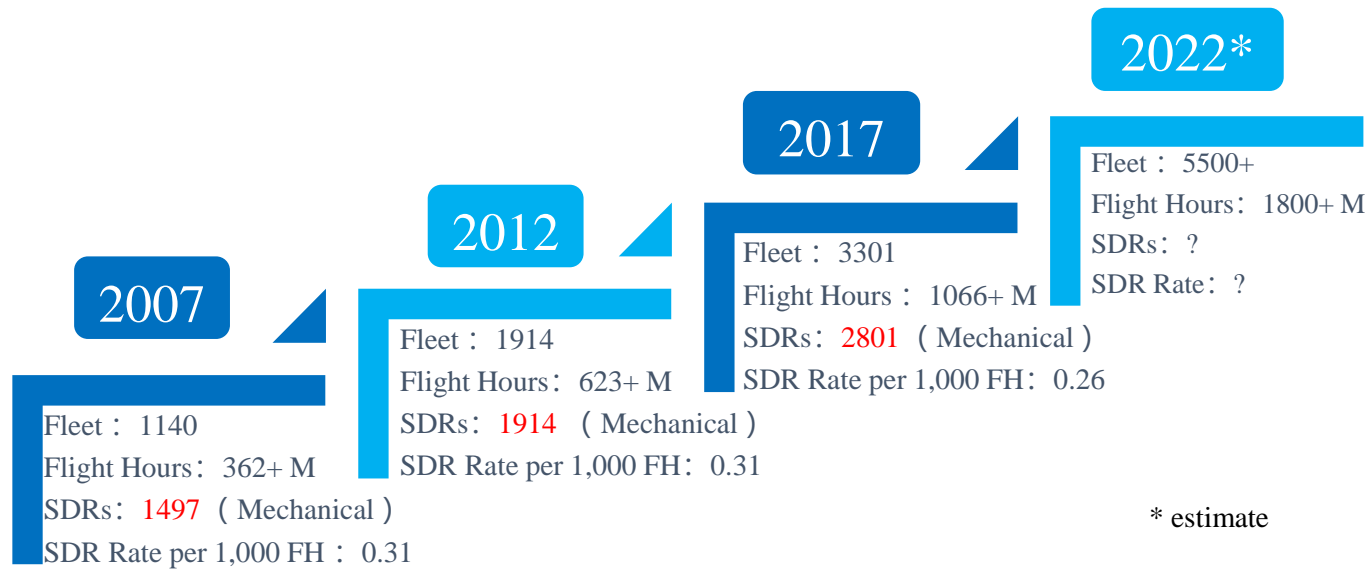 2007
Fleet： 1140
Flight Hours：362+ M
SDRs：1497（Mechanical）
SDR Rate per 1,000 FH： 0.31
2012
Fleet： 1914
Flight Hours：623+ M
SDRs：1914 （Mechanical）
SDR Rate per 1,000 FH：0.31
2017
Fleet： 3301
Flight Hours： 1066+ M
SDRs：2801 （Mechanical）
SDR Rate per 1,000 FH：0.26
2022*
Fleet： 5500+
Flight Hours：1800+ M
SDRs：?
SDR Rate：?
* estimate